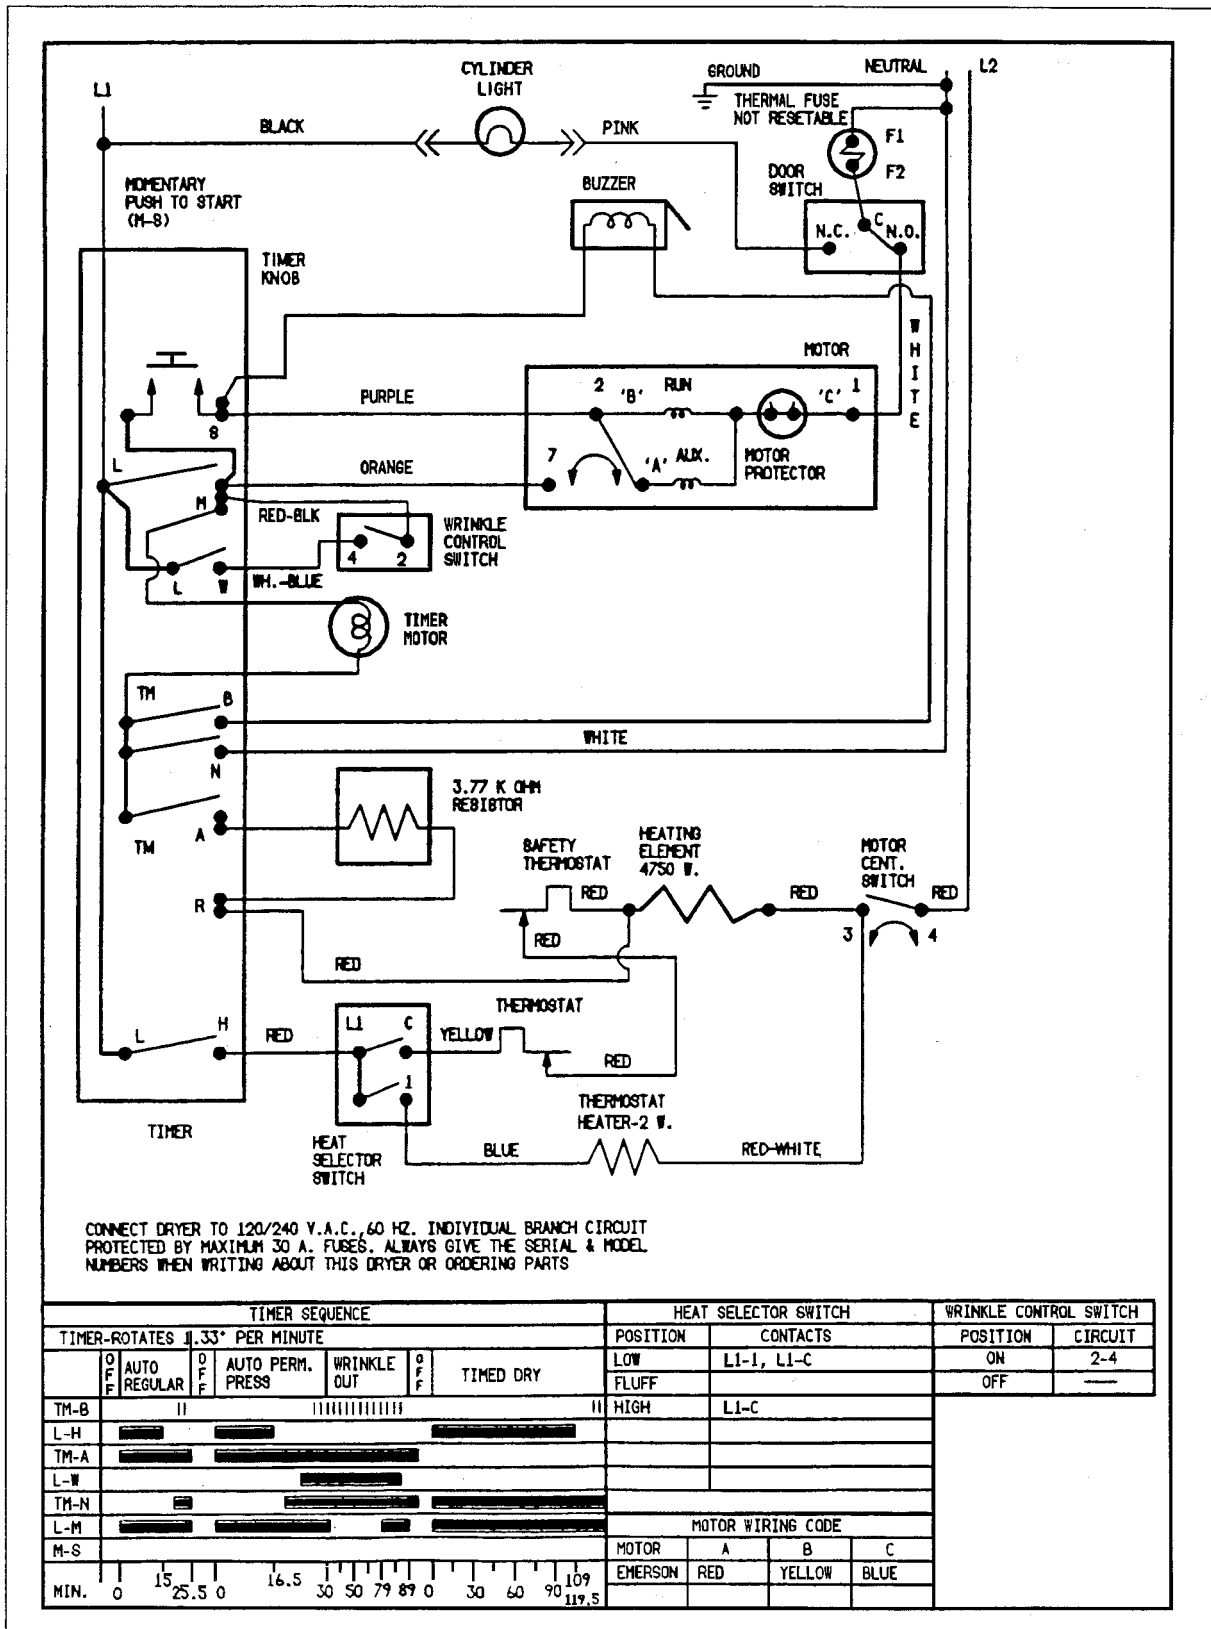 L1
CYLINDER
LIGHT
GROUND
NEUTRAL
L2
BLACK
PINK
THERMAL FUSE
NOT RESETABLE
F1
F2
MOMENTARY
PUSH TO START
(M-S)
BUZZER
DOOR
SWITCH
N.C.
C
N.O.
TIMER
KNOB
WHITE
MOTOR
PURPLE
S
2
'B'
RUN
'C'
1
L
ORANGE
7
'A'
AUX.
MOTOR
PROTECTOR
M
RED-BLK
WRINKLE
CONTROL
SWITCH
4
2
L
W
WH.-BLUE
TIMER
MOTOR
TM
B
WHITE
N
3.77 K OHM
RESISTOR
TM
A
SAFETY
THERMOSTAT
HEATING
ELEMENT
4750 W.
MOTOR
CENT.
SWITCH
R
RED
RED
RED
RED
3
4
RED
THERMOSTAT
L
H
RED
L1
C
YELLOW
RED
1
THERMOSTAT
HEATER-2 W.
TIMER
HEAT
SELECTOR
SWITCH
BLUE
RED-WHITE
CONNECT DRYER TO 120/240 V.A.C.,60 HZ. INDIVIDUAL BRANCH CIRCUIT
PROTECTED BY MAXIMUM 30 A. FUSES. ALWAYS GIVE THE SERIAL & MODEL
NUMBERS WHEN WRITING ABOUT THIS DRYER OR ORDERING PARTS
TIMER SEQUENCE
TIMER-ROTATES 1.33° PER MINUTE
OFF
AUTO
REGULAR
OFF
AUTO PERM.
PRESS
WRINKLE
OUT
OFF
TIMED DRY
TM-B
L-H
TM-A
L-W
TM-N
L-M
M-S
MIN. 0 15 25.5 0 16.5 30 50 79 89 0 30 60 90 109 119.5
HEAT SELECTOR SWITCH
POSITION CONTACTS
LOW L1-1, L1-C
FLUFF
HIGH L1-C
MOTOR WIRING CODE
MOTOR A B C
EMERSON RED YELLOW BLUE
WRINKLE CONTROL SWITCH
POSITION CIRCUIT
ON 2-4
OFF —